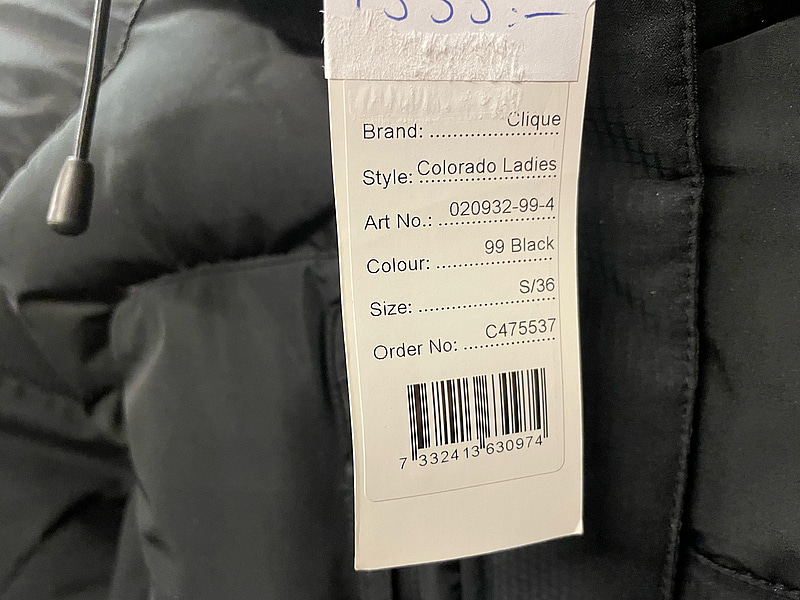 Brand: Clique
Style: Colorado Ladies
Art No.: 020932-99-4
Colour: 99 Black
Size: S/36
Order No: C475537
7 332413 630974